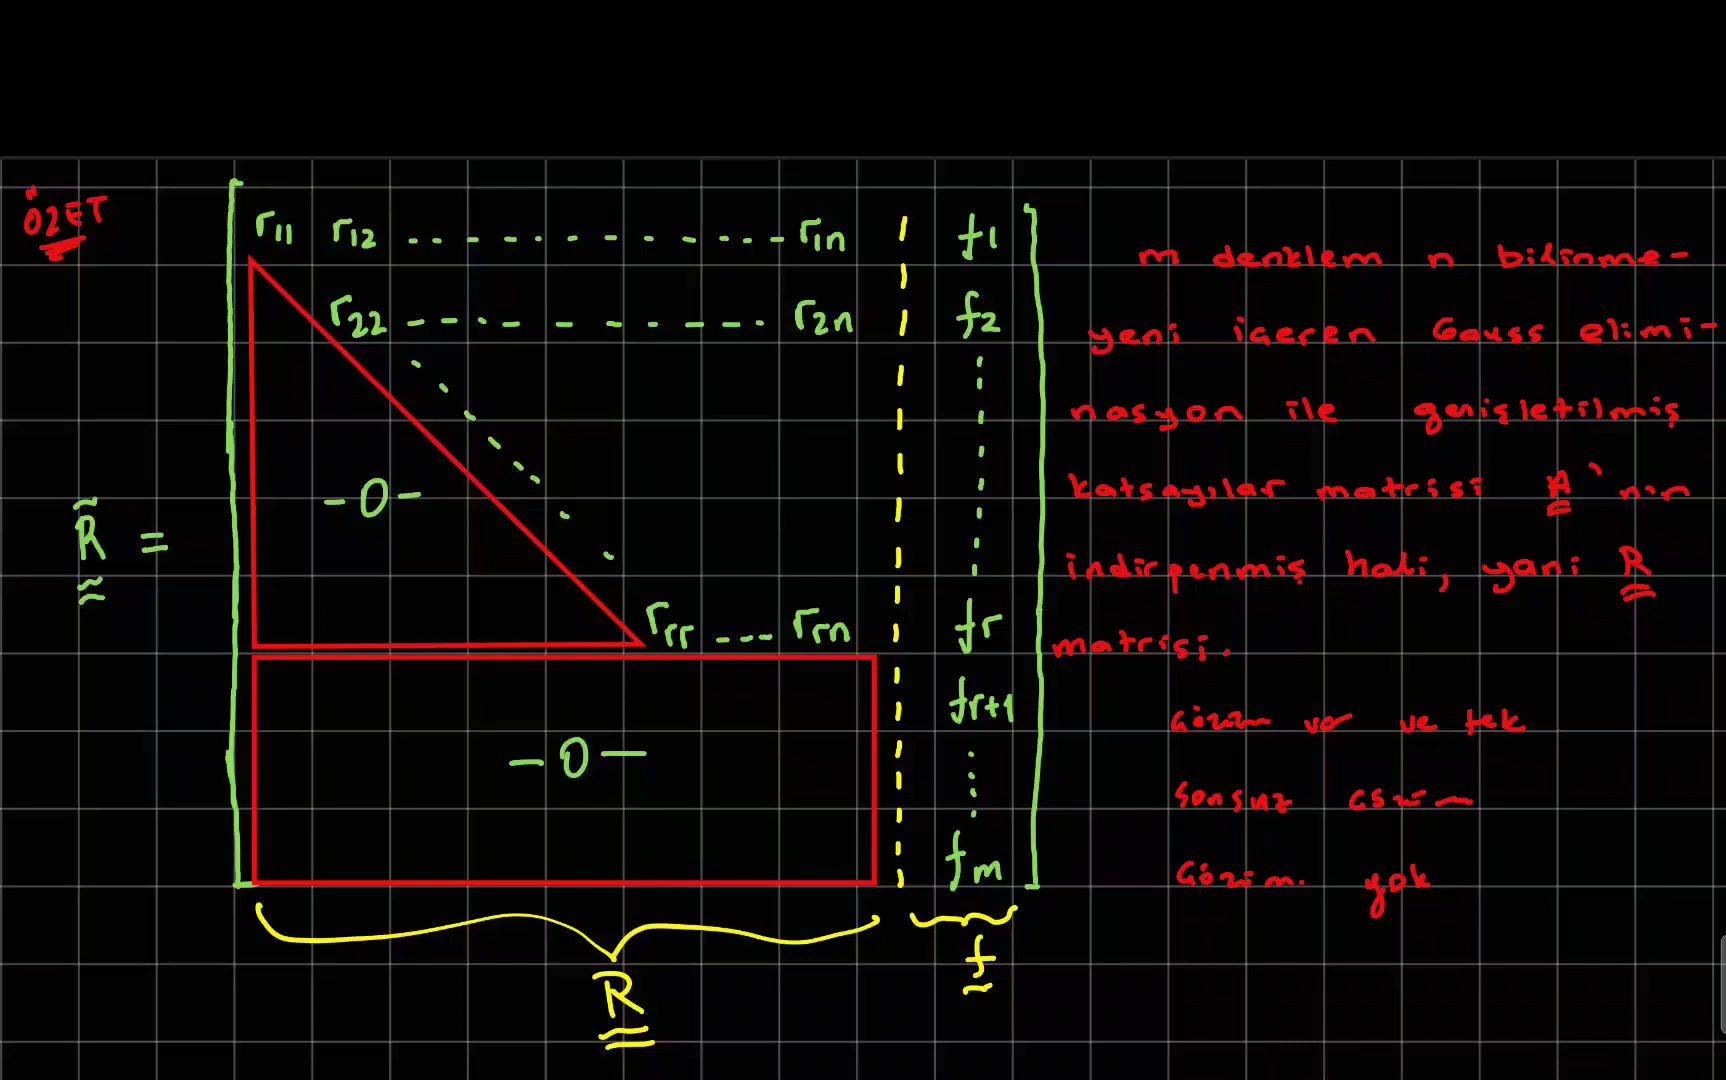 ÖZET
r11 r12 ------------ r1n f1
r22 ------------ r2n f2
-0-
R̃ =
rrr ---- rrn fr
fr+1
-0-
fm
R
f
m denklem n bilinme-
yeni içeren Gauss elimi-
nasyon ile genişletilmiş
katsayılar matrisi A'nın
indirgenmiş hali, yani R
matrisi.
Çözüm var ve tek
Sonsuz çözüm
Çözüm yok